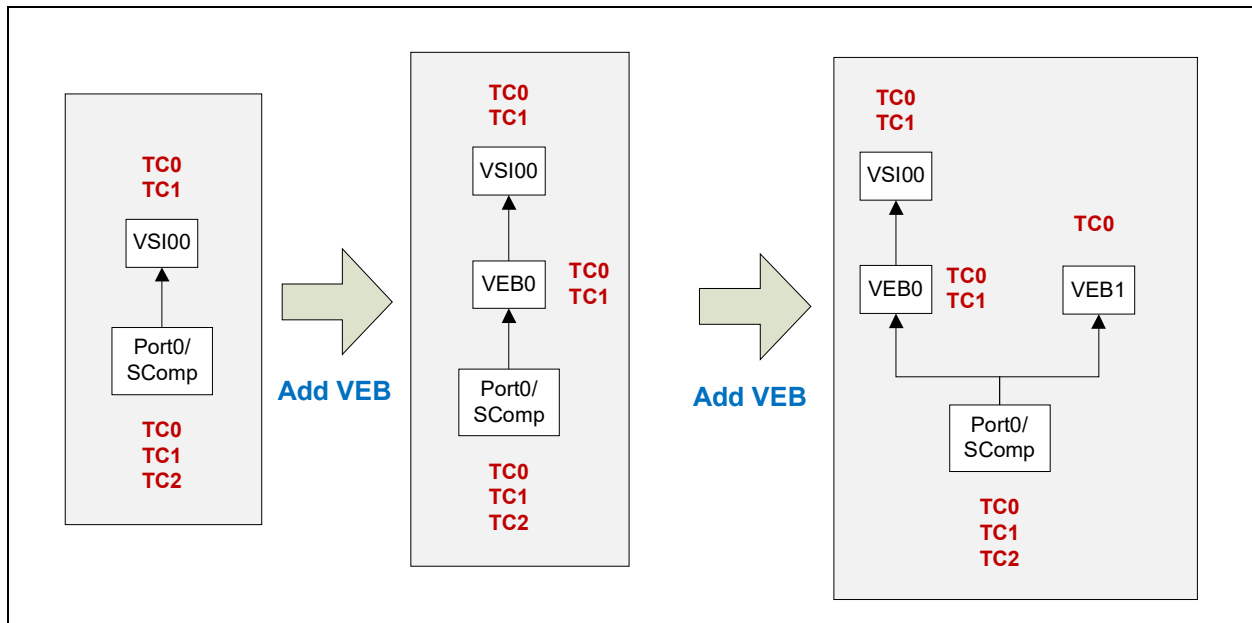 TC0
TC1
VSI00
Port0/
SComp
TC0
TC1
TC2
Add VEB
TC0
TC1
VSI00
VEB0
TC0
TC1
Port0/
SComp
TC0
TC1
TC2
Add VEB
TC0
TC1
VSI00
TC0
VEB0
TC0
TC1
VEB1
Port0/
SComp
TC0
TC1
TC2